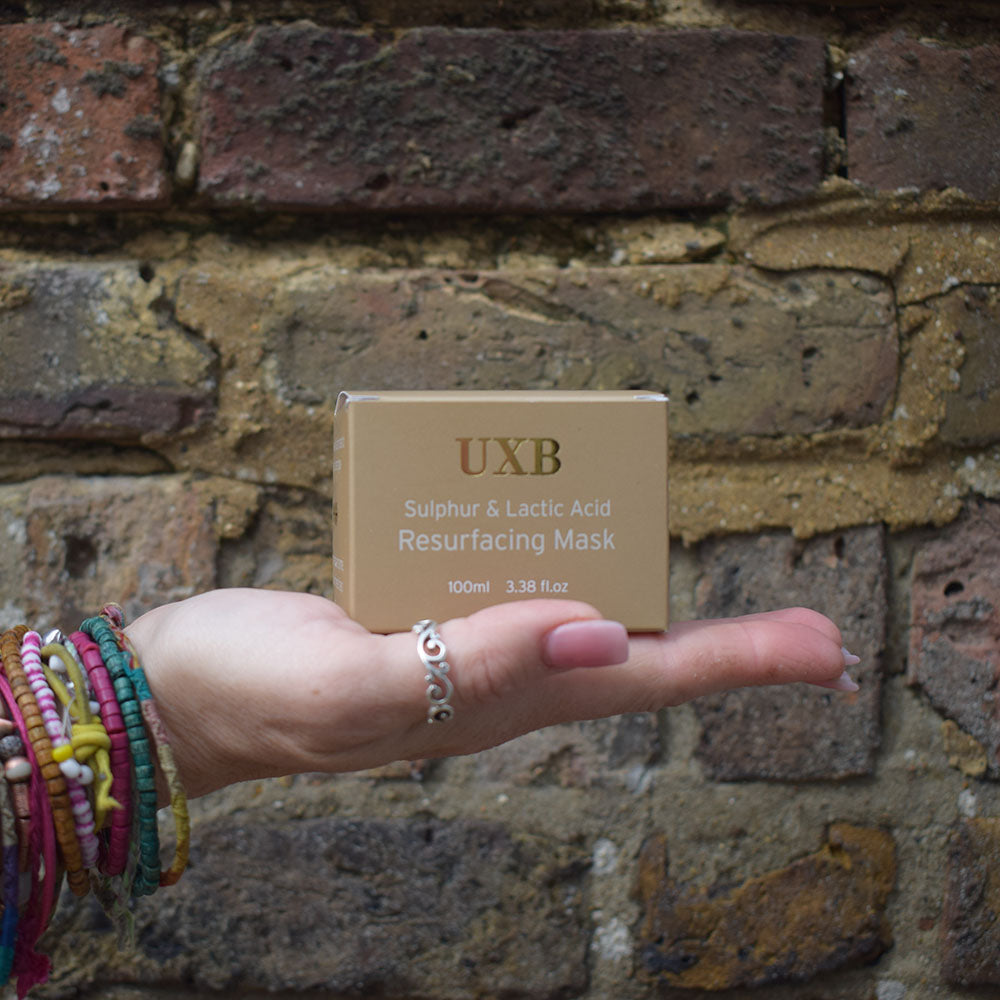 UXB
Sulphur & Lactic Acid
Resurfacing Mask
100ml 3.38 fl.oz